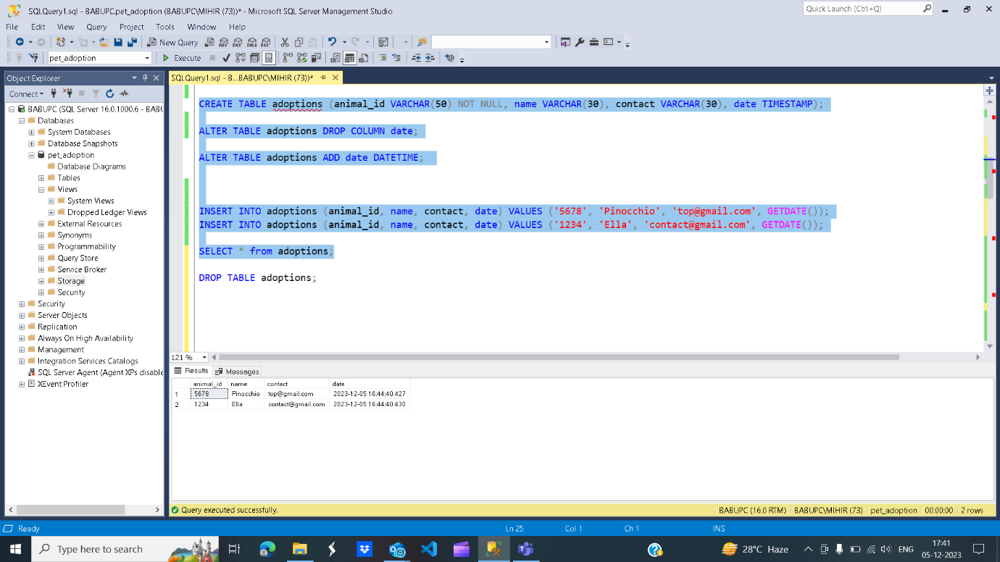 SQLQuery1.sql - BABUPC.pet_adoption (BABUPC\MIHIR (73))* - Microsoft SQL Server Management Studio
Quick Launch (Ctrl+Q)
File Edit View Query Project Tools Window Help
New Query
MDX DMX XMLA DAX
pet_adoption
Execute
Object Explorer
SQLQuery1.sql - B...BABUPC\MIHIR (73))*
Connect
BABUPC (SQL Server 16.0.1000.6 - BABU
Databases
System Databases
Database Snapshots
pet_adoption
Database Diagrams
Tables
Views
System Views
Dropped Ledger Views
External Resources
Synonyms
Programmability
Query Store
Service Broker
Storage
Security
Security
Server Objects
Replication
Always On High Availability
Management
Integration Services Catalogs
SQL Server Agent (Agent XPs disable
XEvent Profiler
CREATE TABLE adoptions (animal_id VARCHAR(50) NOT NULL, name VARCHAR(30), contact VARCHAR(30), date TIMESTAMP);
ALTER TABLE adoptions DROP COLUMN date;
ALTER TABLE adoptions ADD date DATETIME;
INSERT INTO adoptions (animal_id, name, contact, date) VALUES ('5678', 'Pinocchio', 'top@gmail.com', GETDATE());
INSERT INTO adoptions (animal_id, name, contact, date) VALUES ('1234', 'Ella', 'contact@gmail.com', GETDATE());
SELECT * from adoptions;
DROP TABLE adoptions;
121 %
Results Messages
animal_id name contact date
1 5678 Pinocchio top@gmail.com 2023-12-05 16:44:40.427
2 1234 Ella contact@gmail.com 2023-12-05 16:44:40.430
Query executed successfully.
BABUPC (16.0 RTM) BABUPC\MIHIR (73) pet_adoption 00:00:00 2 rows
Ready Ln 25 Col 1 Ch 1 INS
Type here to search
28°C Haze
ENG
17:41
05-12-2023